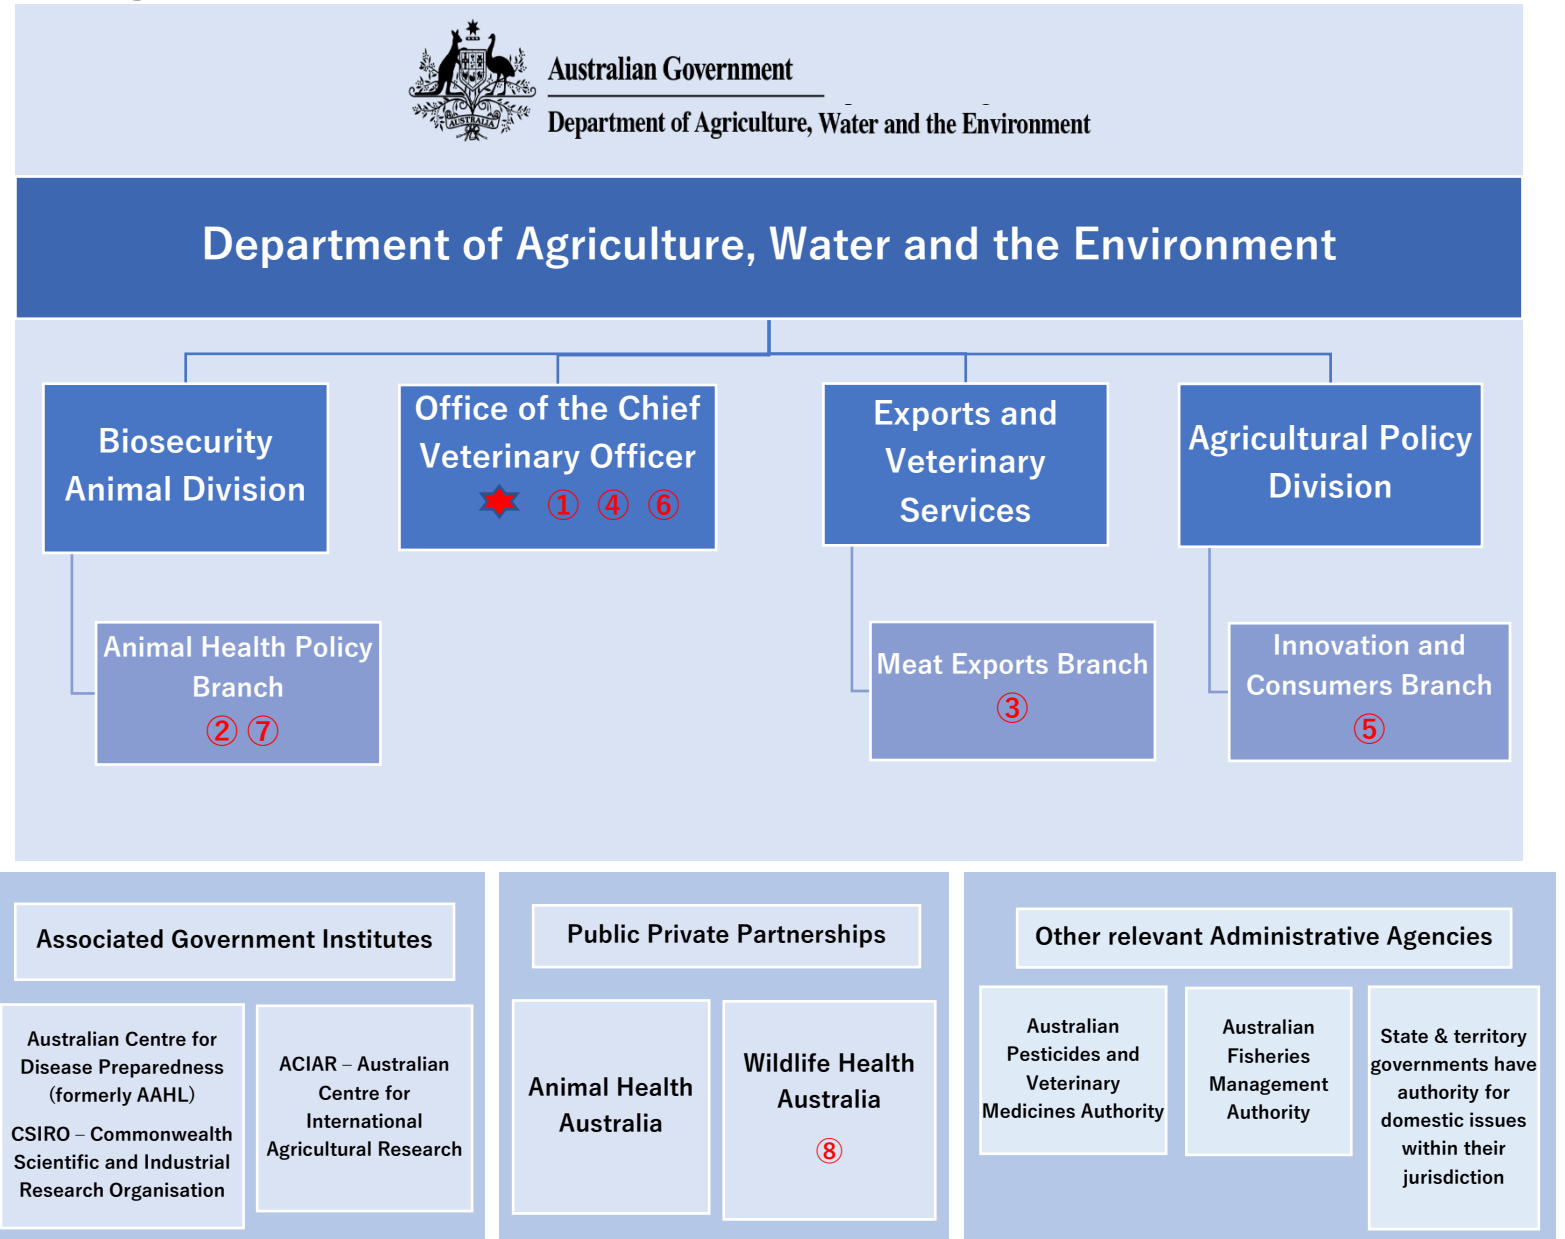 AUSTRALIA
Australian Government
Department of Agriculture, Water and the Environment
Department of Agriculture, Water and the Environment
Biosecurity
Animal Division
Office of the Chief
Veterinary Officer
① ④ ⑥
Exports and
Veterinary
Services
Agricultural Policy
Division
Animal Health Policy
Branch
② ⑦
Meat Exports Branch
③
Innovation and
Consumers Branch
⑤
Associated Government Institutes
Australian Centre for
Disease Preparedness
(formerly AAHL)
CSIRO – Commonwealth
Scientific and Industrial
Research Organisation
ACIAR – Australian
Centre for
International
Agricultural Research
Public Private Partnerships
Animal Health
Australia
Wildlife Health
Australia
⑧
Other relevant Administrative Agencies
Australian
Pesticides and
Veterinary
Medicines Authority
Australian
Fisheries
Management
Authority
State & territory
governments have
authority for
domestic issues
within their
jurisdiction